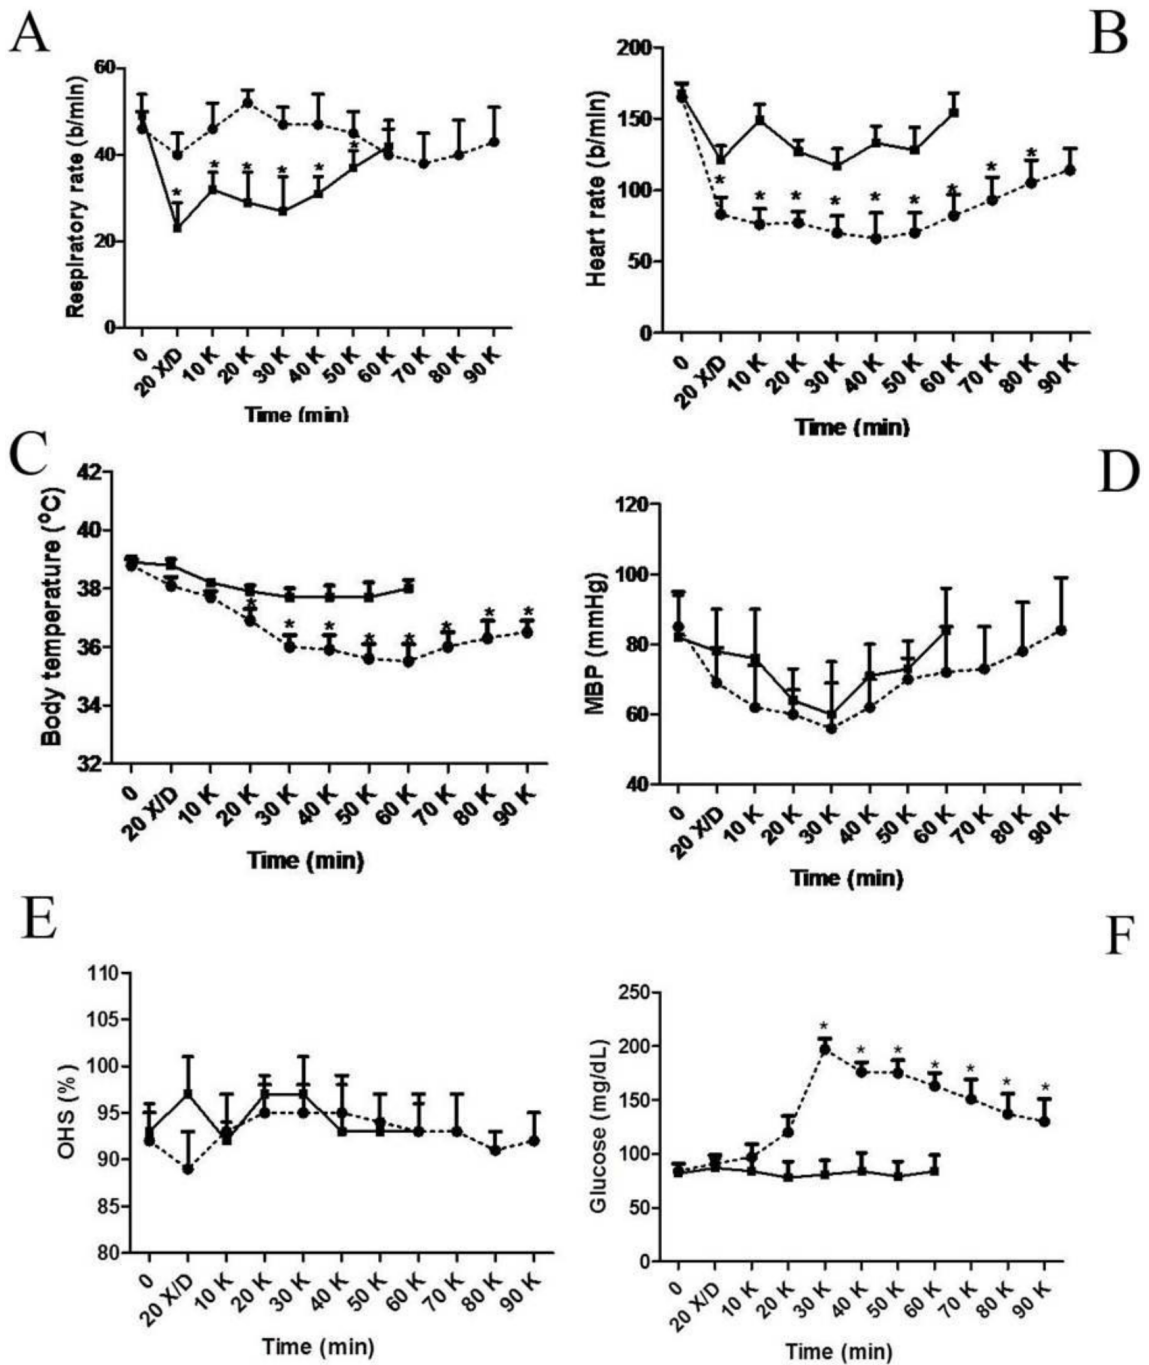 A
Respiratory rate (b/min)
60
40
20
0
* * * * * *
0 20 X/D 10 K 20 K 30 K 40 K 50 K 60 K 70 K 80 K 90 K
Time (min)
B
Heart rate (b/min)
200
150
100
50
0
* * * * * * * * *
0 20 X/D 10 K 20 K 30 K 40 K 50 K 60 K 70 K 80 K 90 K
Time (min)
C
Body temperature (ºC)
42
40
38
36
34
32
* * * * * * * *
0 20 X/D 10 K 20 K 30 K 40 K 50 K 60 K 70 K 80 K 90 K
Time (min)
D
MBP (mmHg)
120
100
80
60
40
0 20 X/D 10 K 20 K 30 K 40 K 50 K 60 K 70 K 80 K 90 K
Time (min)
E
OHS (%)
110
105
100
95
90
85
80
0 20 X/D 10 K 20 K 30 K 40 K 50 K 60 K 70 K 80 K 90 K
Time (min)
F
Glucose (mg/dL)
250
200
150
100
50
0
* * * * * * *
0 20 X/D 10 K 20 K 30 K 40 K 50 K 60 K 70 K 80 K 90 K
Time (min)